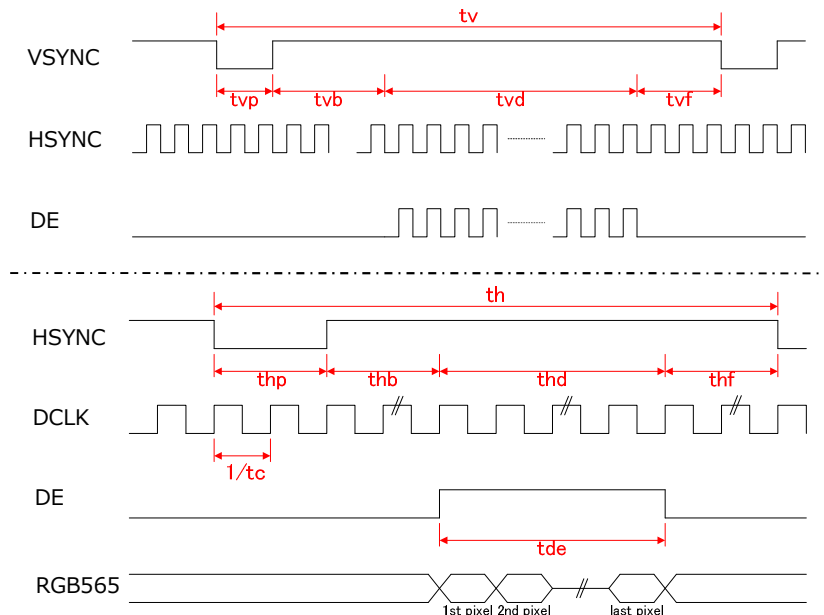 tv
VSYNC
tvp tvb tvd tvf
HSYNC
DE
th
HSYNC
thp thb thd thf
DCLK
1/tc
DE
tde
RGB565
1st pixel 2nd pixel last pixel